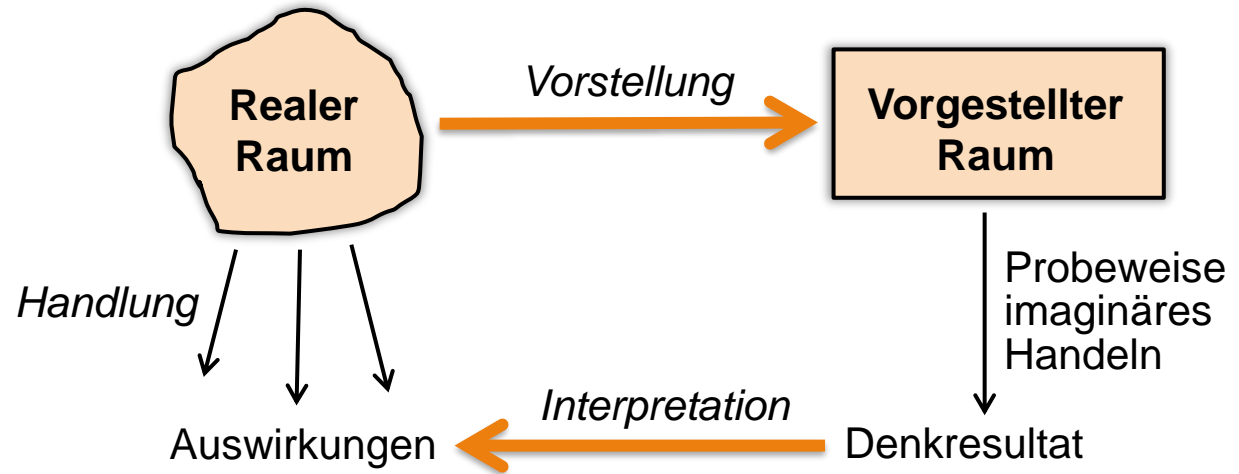 Realer
Raum
Vorstellung
Vorgestellter
Raum
Handlung
Probeweise
imaginäres
Handeln
Auswirkungen
Interpretation
Denkresultat